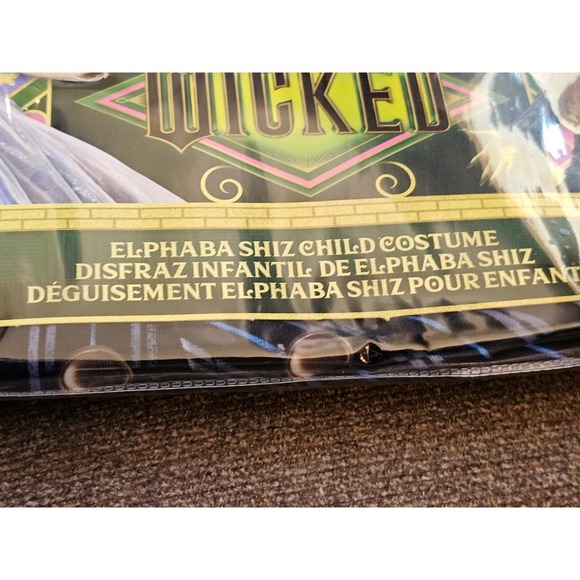 WICKED
ELPHABA SHIZ CHILD COSTUME
DISFRAZ INFANTIL DE ELPHABA SHIZ
DÉGUISEMENT ELPHABA SHIZ POUR ENFANT